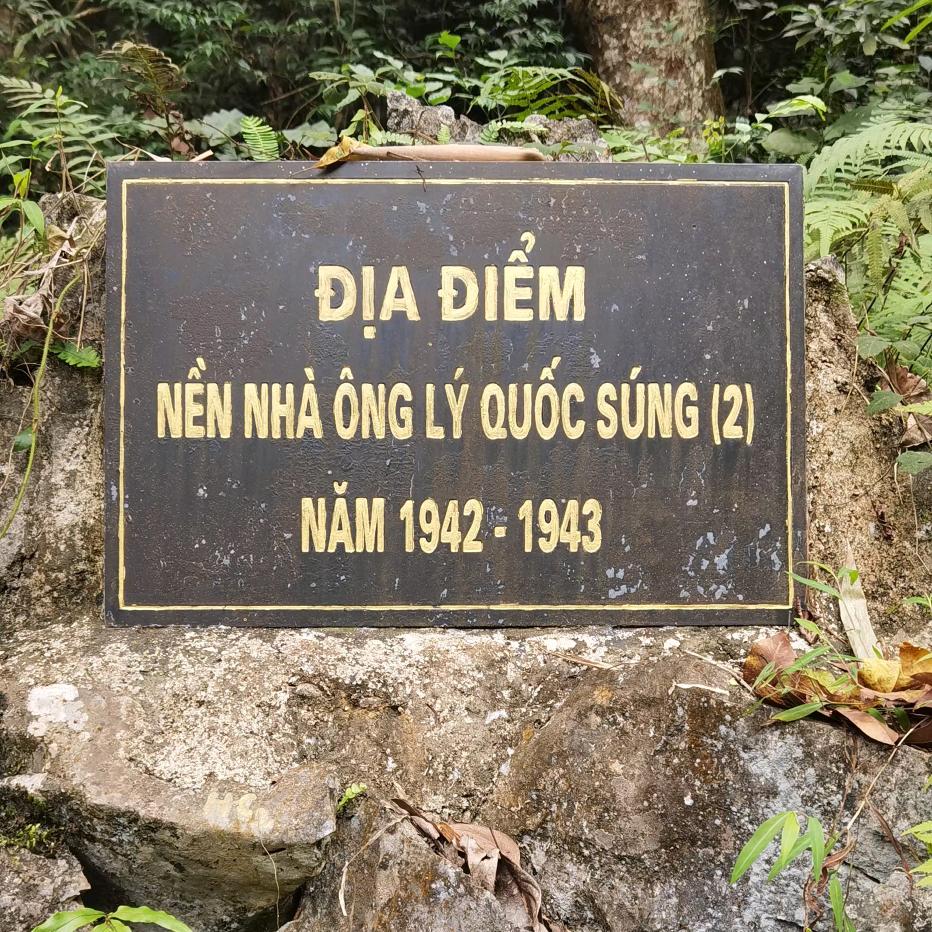 ĐỊA ĐIỂM
NỀN NHÀ ÔNG LÝ QUỐC SÚNG (2)
NĂM 1942 - 1943